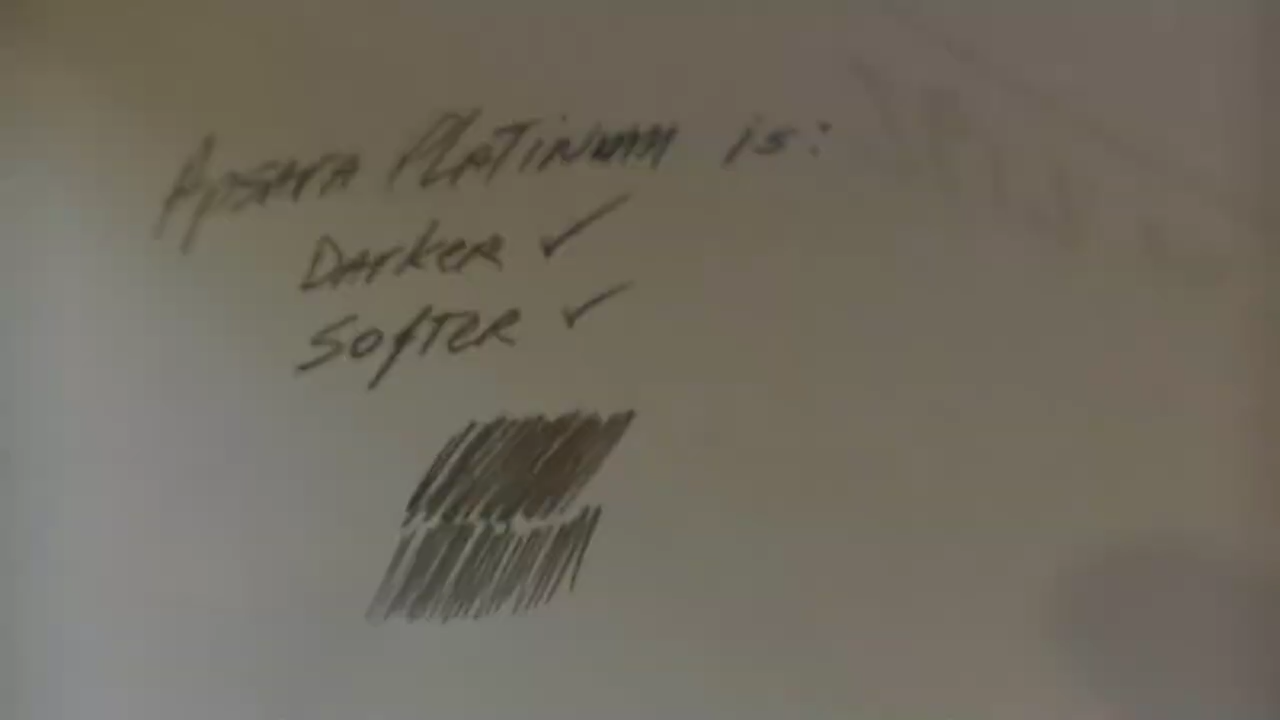 Apsara Platinum is:
Darker ✓
Softer ✓